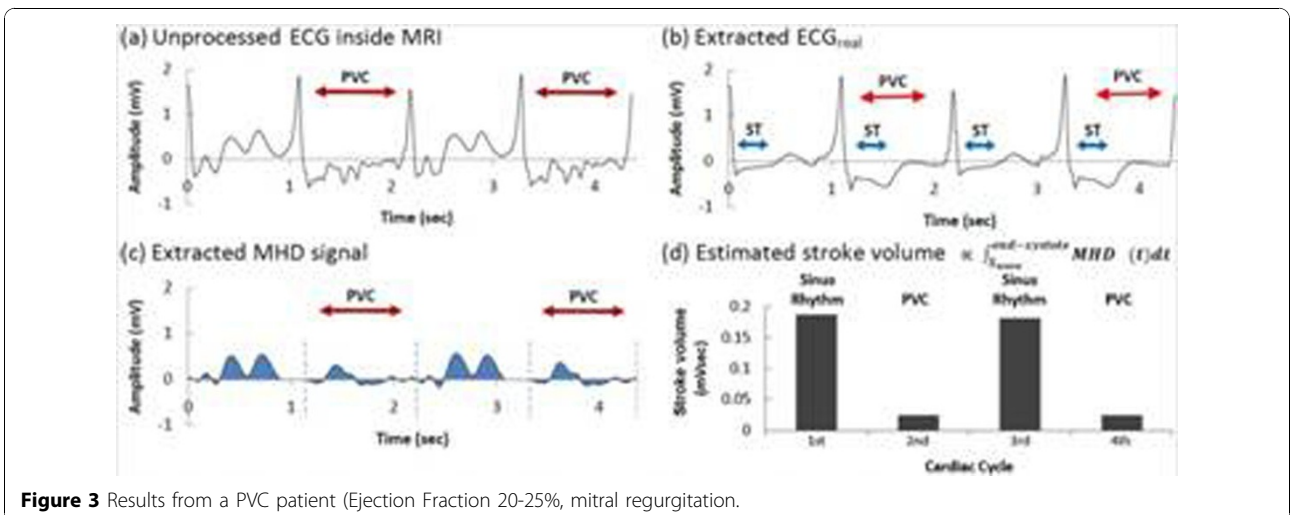 (a) Unprocessed ECG inside MRI
2
1
0
-1
Amplitude (mV)
PVC
PVC
0
1
2
3
4
Time (sec)
(b) Extracted ECGreal
2
1
0
-1
Amplitude (mV)
PVC
PVC
ST
ST
ST
ST
0
1
2
3
4
Time (sec)
(c) Extracted MHD signal
2
1
0
-1
Amplitude (mV)
PVC
PVC
0
1
2
3
4
Time (sec)
(d) Estimated stroke volume ∝ ∫ end-systole MHD (t)dt
Sinus
Rhythm
PVC
Sinus
Rhythm
PVC
0.2
0.15
0.1
0.05
0
Stroke volume
(mVsec)
1st
2nd
3rd
4th
Cardiac Cycle
Figure 3 Results from a PVC patient (Ejection Fraction 20-25%, mitral regurgitation.